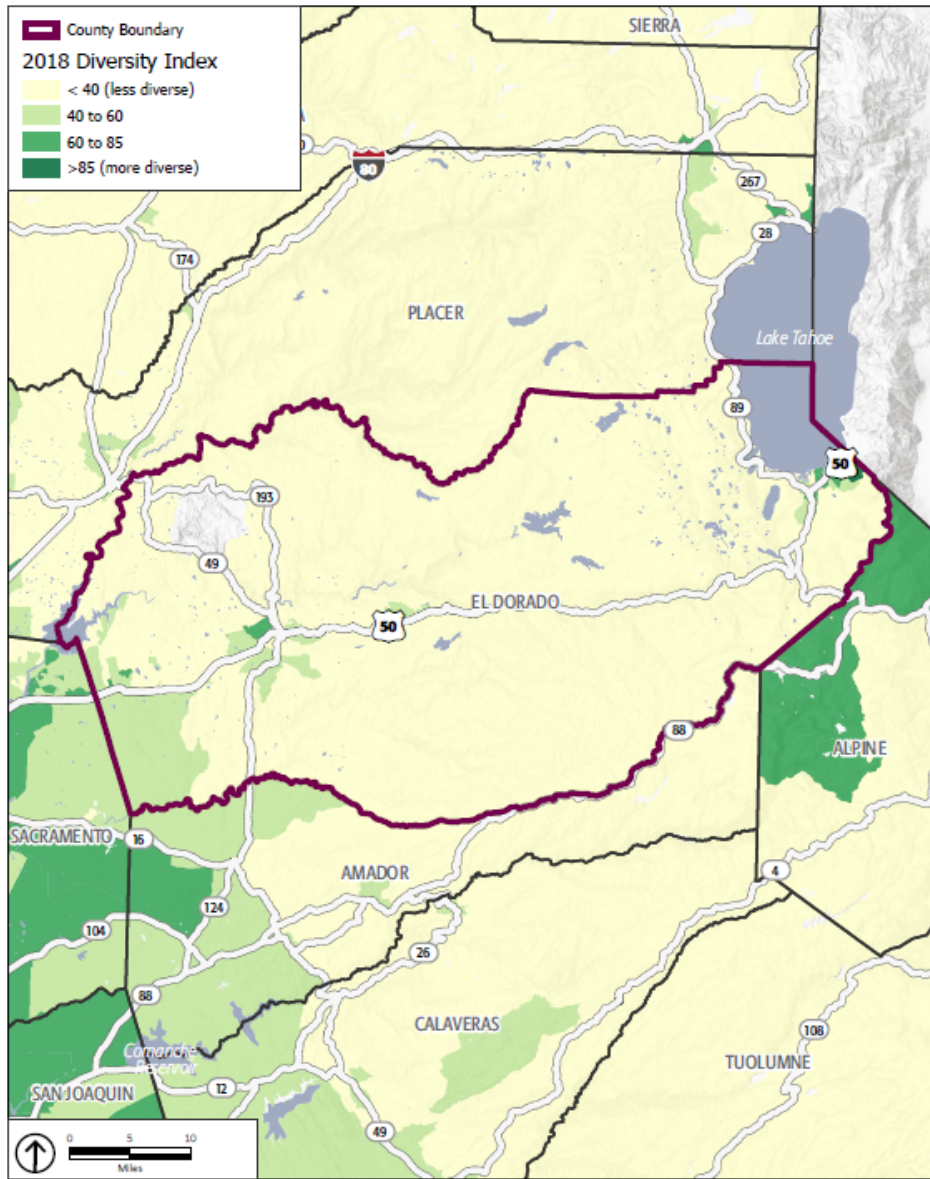 County Boundary
2018 Diversity Index
< 40 (less diverse)
40 to 60
60 to 85
>85 (more diverse)
SIERRA
80
267
174
28
PLACER
Lake Tahoe
89
50
193
49
EL DORADO
50
88
ALPINE
SACRAMENTO
16
AMADOR
4
124
104
26
88
CALAVERAS
108
Camanche
Reservoir
TUOLUMNE
12
SAN JOAQUIN
49
0 5 10
Miles